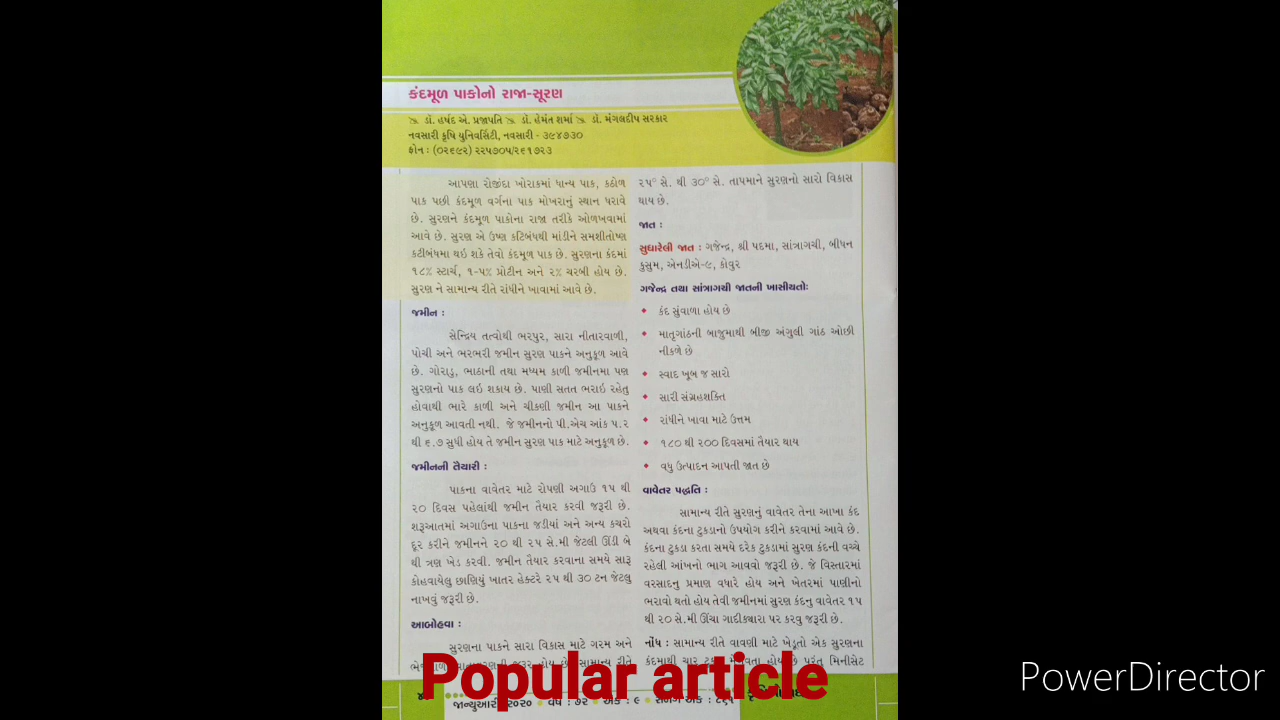 કંદમૂળ પાકોનો રાજા-સૂરણ
ડૉ. હર્ષદ એ. પ્રજાપતિ ડૉ. હેમંત શર્મા ડૉ. મંગલદીપ સરકાર
નવસારી કૃષિ યુનિવર્સિટી, નવસારી - ૩૯૪૭૩૦
ફોન : (૦૨૬૯૨) ૨૨૫૭૦૫/૨૬૧૭૨૩
આપણા રોજીંદા ખોરાકમાં ધાન્ય પાક, કઠોળ
પાક પછી કંદમૂળ વર્ગના પાક મોખરાનું સ્થાન ધરાવે
છે. સુરણને કંદમૂળ પાકોના રાજા તરીકે ઓળખવામાં
આવે છે. સુરણ એ ઉષ્ણ કટિબંધથી માંડીને સમશીતોષ્ણ
કટીબંધમા થઇ શકે તેવો કંદમૂળ પાક છે. સુરણના કંદમાં
૧૮% સ્ટાર્ચ, ૧-૫% પ્રોટીન અને ૨% ચરબી હોય છે.
સુરણ ને સામાન્ય રીતે રાંધીને ખાવામાં આવે છે.
જમીન :
સેન્દ્રિય તત્વોથી ભરપુર, સારા નીતારવાળી,
પોચી અને ભરભરી જમીન સુરણ પાકને અનુકૂળ આવે
છે. ગોરાડુ, ભાઠાની તથા મધ્યમ કાળી જમીનમા પણ
સુરણનો પાક લઇ શકાય છે. પાણી સતત ભરાઇ રહેતુ
હોવાથી ભારે કાળી અને ચીકણી જમીન આ પાકને
અનુકૂળ આવતી નથી. જે જમીનનો પી.એચ આંક ૫.૨
થી ૬.૭ સુધી હોય તે જમીન સુરણ પાક માટે અનુકૂળ છે.
જમીનની તૈયારી :
પાકના વાવેતર માટે રોપણી અગાઉ ૧૫ થી
૨૦ દિવસ પહેલાંથી જમીન તૈયાર કરવી જરૂરી છે.
શરૂઆતમાં અગાઉના પાકના જડીયાં અને અન્ય કચરો
દૂર કરીને જમીનને ૨૦ થી ૨૫ સે.મી જેટલી ઊંડી બે
થી ત્રણ ખેડ કરવી. જમીન તૈયાર કરવાના સમયે સારૂ
કોહવાયેલુ છાણિયું ખાતર હેક્ટરે ૨૫ થી ૩૦ ટન જેટલુ
નાખવું જરૂરી છે.
આબોહવા :
સુરણના પાકને સારા વિકાસ માટે ગરમ અને
૨૫° સે. થી ૩૦° સે. તાપમાને સુરણનો સારો વિકાસ
થાય છે.
જાત :
સુધારેલી જાત : ગજેન્દ્ર, શ્રી પદમા, સાંત્રાગચી, બીધન
કુસુમ, એનડીએ-૯, કોવુર
ગજેન્દ્ર તથા સાંત્રાગચી જાતની ખાસીયતોઃ
કંદ સુંવાળા હોય છે
માતૃગાંઠની બાજુમાથી બીજી અંગુલી ગાંઠ ઓછી
નીકળે છે
સ્વાદ ખૂબ જ સારો
સારી સંગ્રહશક્તિ
રાંધીને ખાવા માટે ઉત્તમ
૧૮૦ થી ૨૦૦ દિવસમાં તૈયાર થાય
વધુ ઉત્પાદન આપતી જાત છે
વાવેતર પદ્ધતિ :
સામાન્ય રીતે સુરણનું વાવેતર તેના આખા કંદ
અથવા કંદના ટુકડાનો ઉપયોગ કરીને કરવામાં આવે છે.
કંદના ટુકડા કરતા સમયે દરેક ટુકડામાં સુરણ કંદની વચ્ચે
રહેલી આંખનો ભાગ આવવો જરૂરી છે. જે વિસ્તારમાં
વરસાદનુ પ્રમાણ વધારે હોય અને ખેતરમાં પાણીનો
ભરાવો થતો હોય તેવી જમીનમાં સુરણ કંદનુ વાવેતર ૧૫
થી ૨૦ સે.મી ઊંચા ગાદીક્યારા પર કરવુ જરૂરી છે.
નોંધ : સામાન્ય રીતે વાવણી માટે ખેડૂતો એક સુરણના
કંદમાથી ચાર છે પરંતુ મિનીસેટ
Popular article
જાન્યુઆરી ૨૦૨૦ વર્ષ : ૭૨ અંક : ૯
PowerDirector